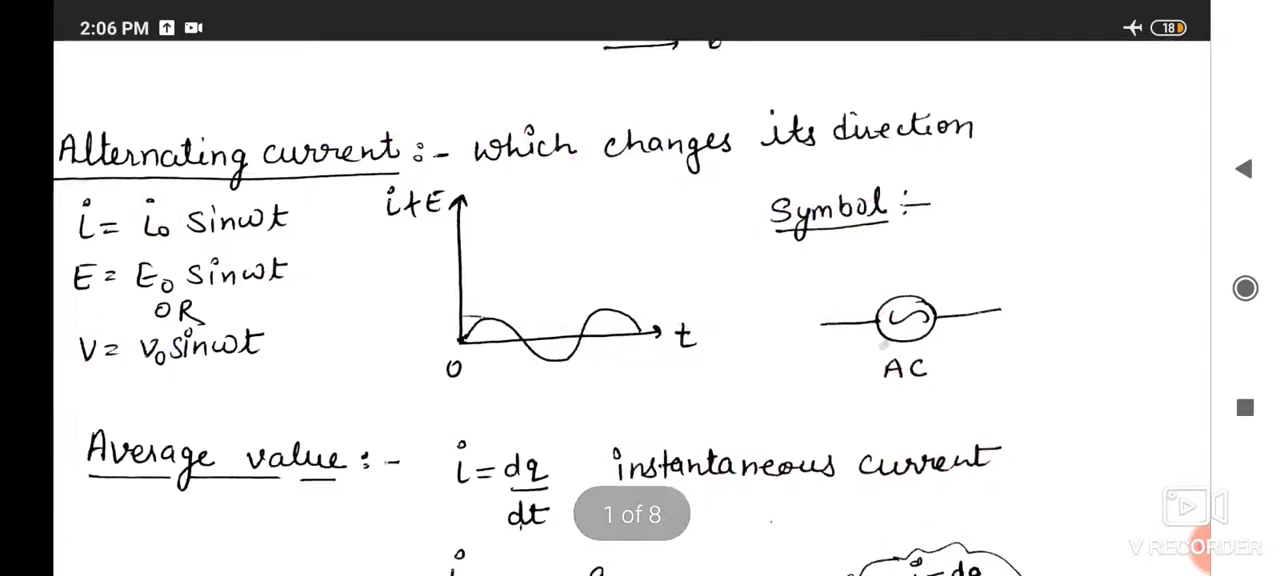 2:06 PM
18
Alternating current :- which changes its direction
i = i₀ sinωt
E = E₀ sinωt
OR
V = V₀ sinωt
i & E
t
0
Symbol :-
AC
Average value :- i = dq/dt instantaneous current
1 of 8
i = dq
V RECORDER